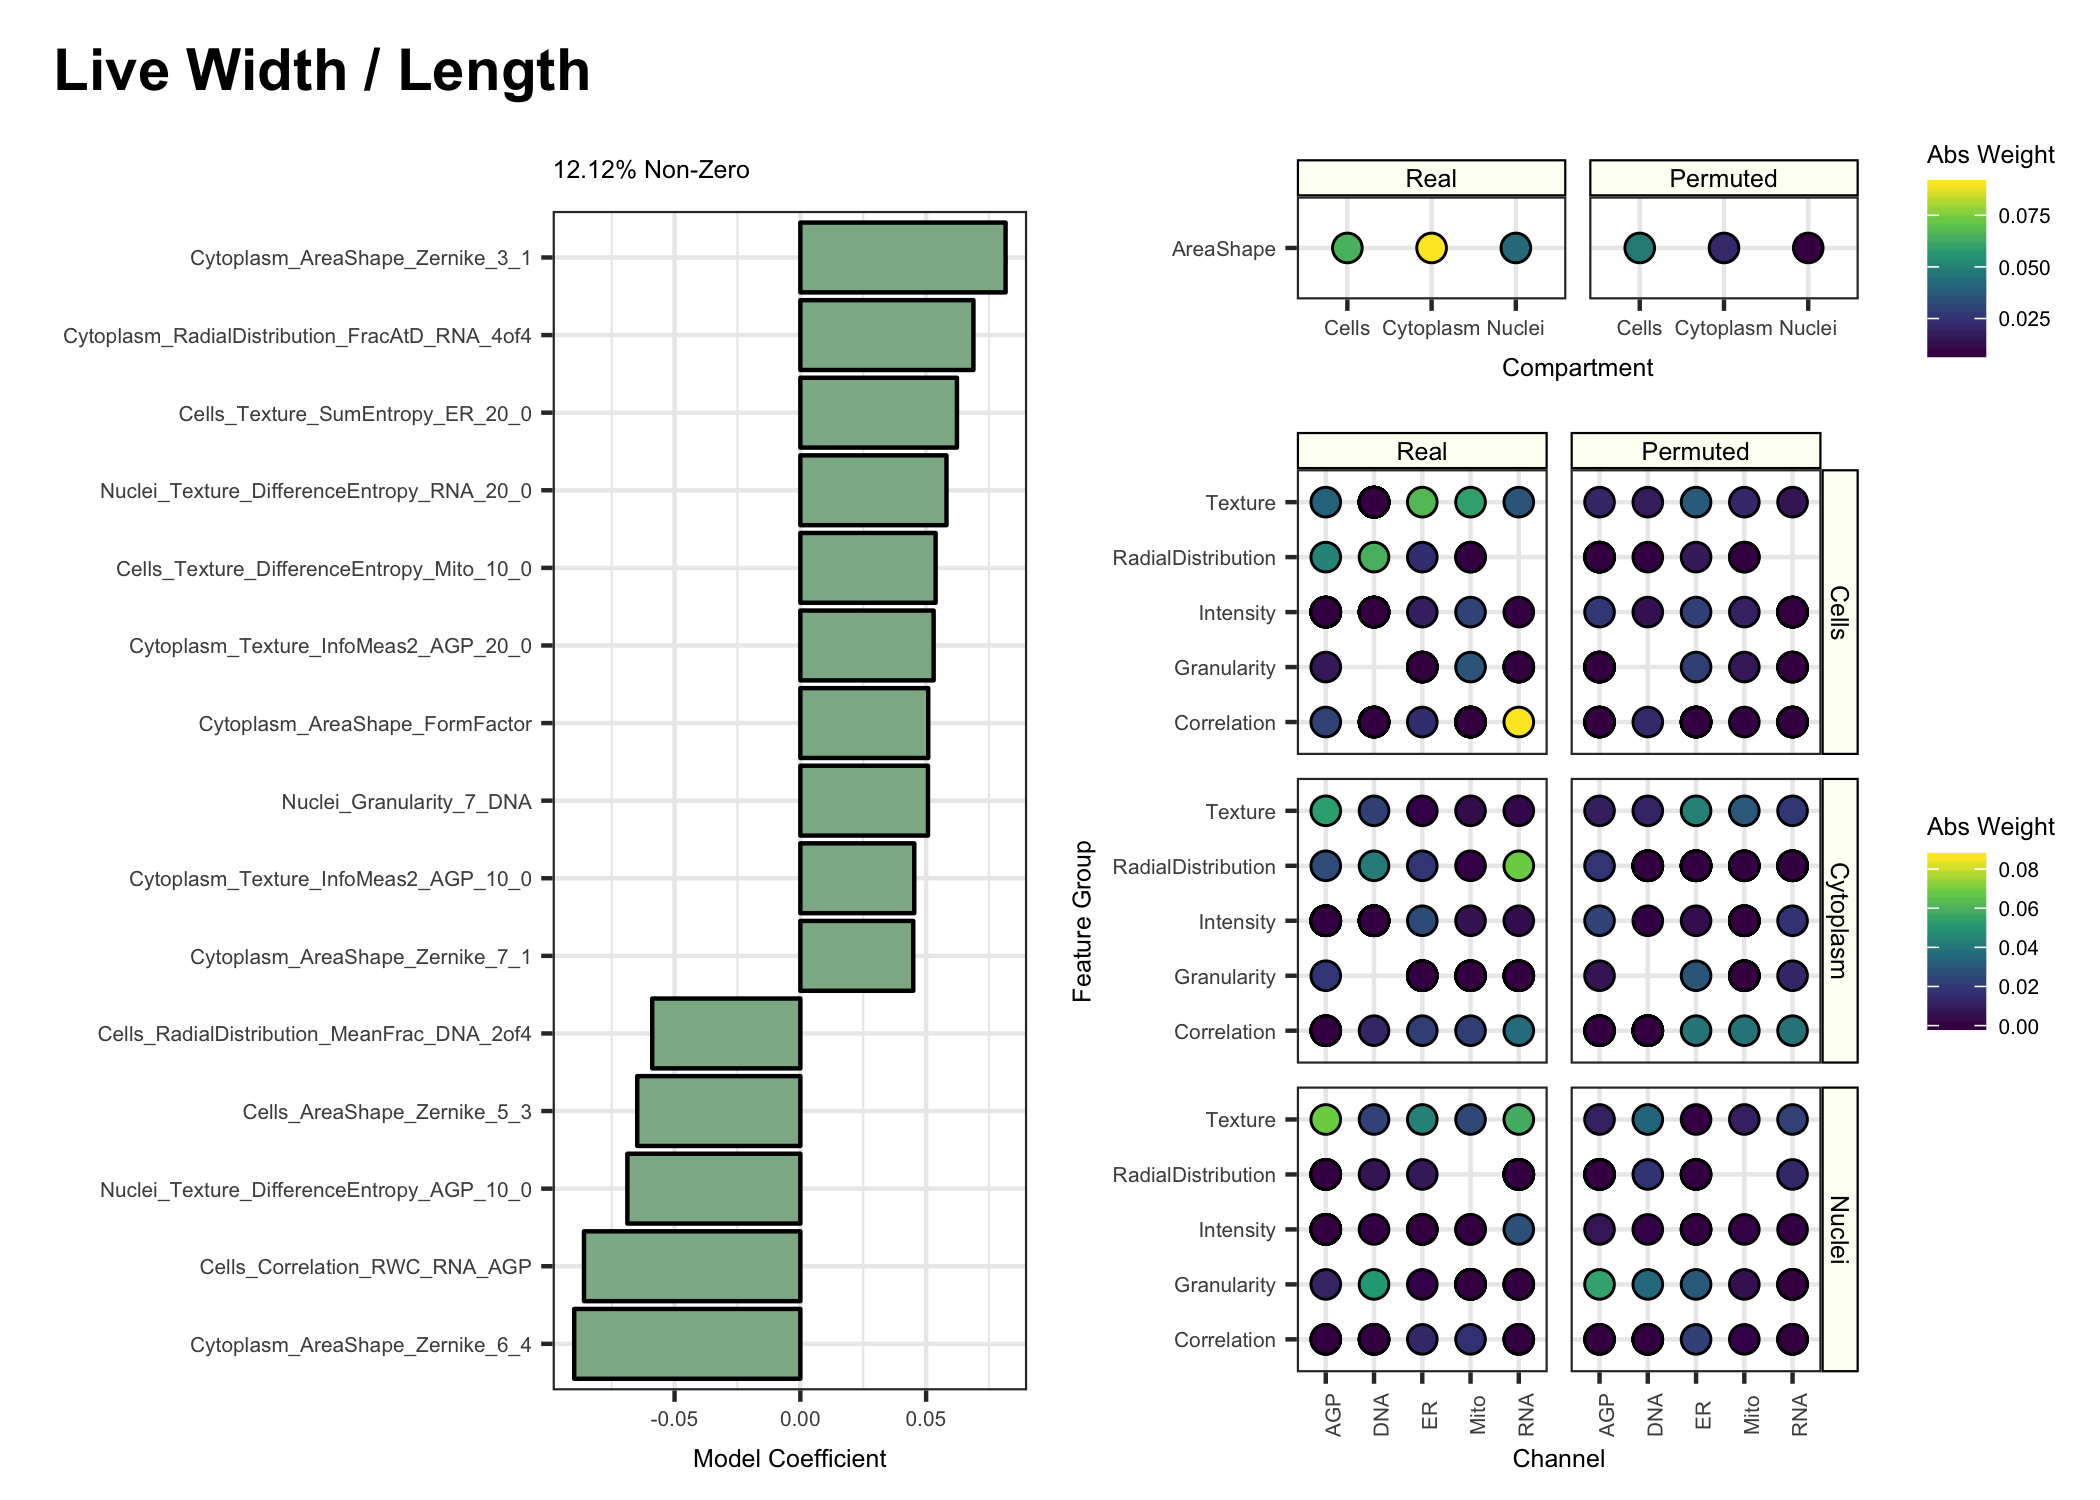 Live Width / Length
12.12% Non-Zero
Cytoplasm_AreaShape_Zernike_3_1
Cytoplasm_RadialDistribution_FracAtD_RNA_4of4
Cells_Texture_SumEntropy_ER_20_0
Nuclei_Texture_DifferenceEntropy_RNA_20_0
Cells_Texture_DifferenceEntropy_Mito_10_0
Cytoplasm_Texture_InfoMeas2_AGP_20_0
Cytoplasm_AreaShape_FormFactor
Nuclei_Granularity_7_DNA
Cytoplasm_Texture_InfoMeas2_AGP_10_0
Cytoplasm_AreaShape_Zernike_7_1
Cells_RadialDistribution_MeanFrac_DNA_2of4
Cells_AreaShape_Zernike_5_3
Nuclei_Texture_DifferenceEntropy_AGP_10_0
Cells_Correlation_RWC_RNA_AGP
Cytoplasm_AreaShape_Zernike_6_4
-0.05 0.00 0.05
Model Coefficient
Real Permuted
AreaShape
Cells Cytoplasm Nuclei Cells Cytoplasm Nuclei
Compartment
Abs Weight
0.075
0.050
0.025
Feature Group
Real Permuted
Texture
RadialDistribution
Intensity
Granularity
Correlation
Cells
Texture
RadialDistribution
Intensity
Granularity
Correlation
Cytoplasm
Texture
RadialDistribution
Intensity
Granularity
Correlation
Nuclei
AGP DNA ER Mito RNA AGP DNA ER Mito RNA
Channel
Abs Weight
0.08
0.06
0.04
0.02
0.00